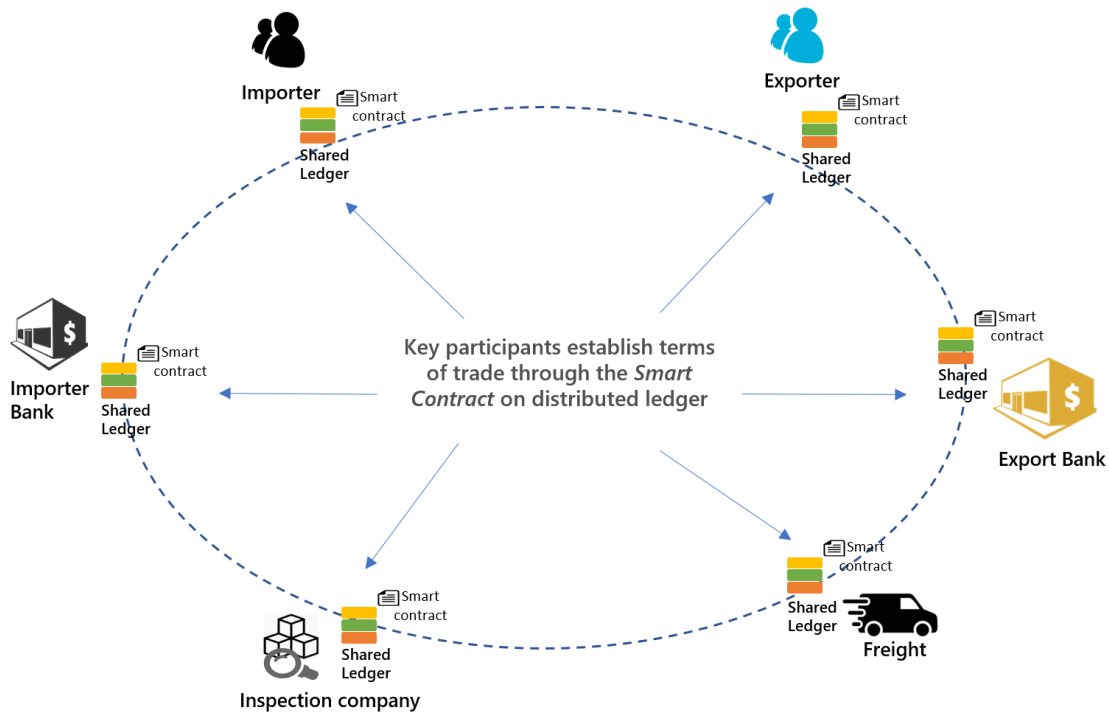 Importer
Smart
contract
Shared
Ledger
Exporter
Smart
contract
Shared
Ledger
$
Importer
Bank
Smart
contract
Shared
Ledger
Key participants establish terms
of trade through the Smart
Contract on distributed ledger
Smart
contract
Shared
Ledger
$
Export Bank
Smart
contract
Shared
Ledger
Inspection company
Smart
contract
Shared
Ledger
Freight